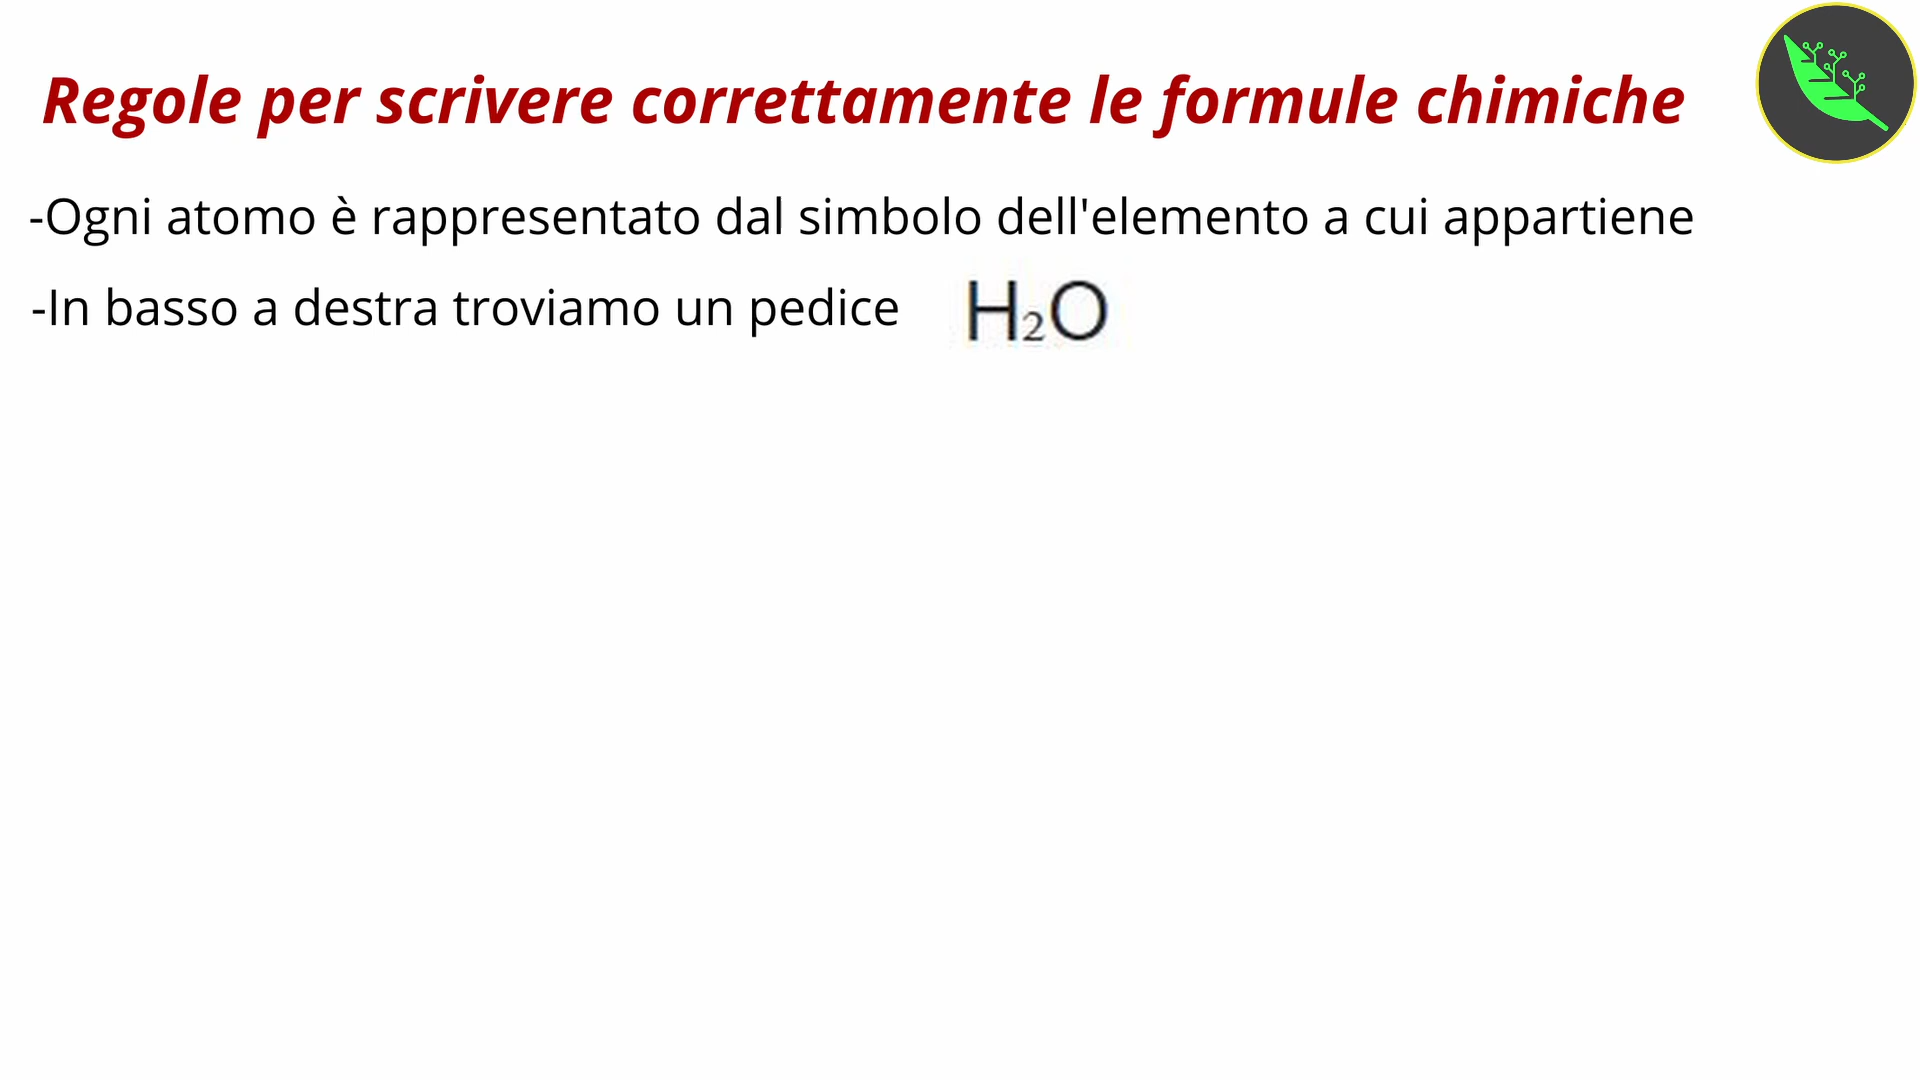 Regole per scrivere correttamente le formule chimiche
-Ogni atomo è rappresentato dal simbolo dell'elemento a cui appartiene
-In basso a destra troviamo un pedice H₂O